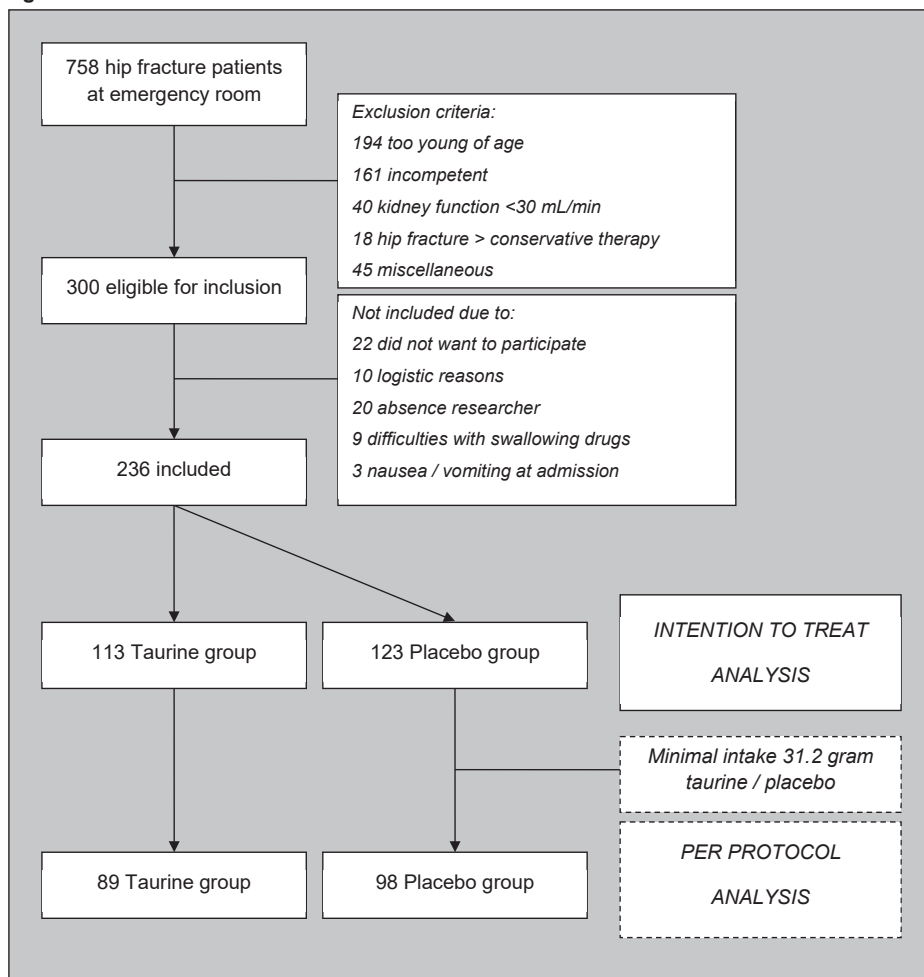 758 hip fracture patients
at emergency room
Exclusion criteria:
194 too young of age
161 incompetent
40 kidney function <30 mL/min
18 hip fracture > conservative therapy
45 miscellaneous
300 eligible for inclusion
Not included due to:
22 did not want to participate
10 logistic reasons
20 absence researcher
9 difficulties with swallowing drugs
3 nausea / vomiting at admission
236 included
113 Taurine group
123 Placebo group
INTENTION TO TREAT
ANALYSIS
Minimal intake 31.2 gram
taurine / placebo
89 Taurine group
98 Placebo group
PER PROTOCOL
ANALYSIS